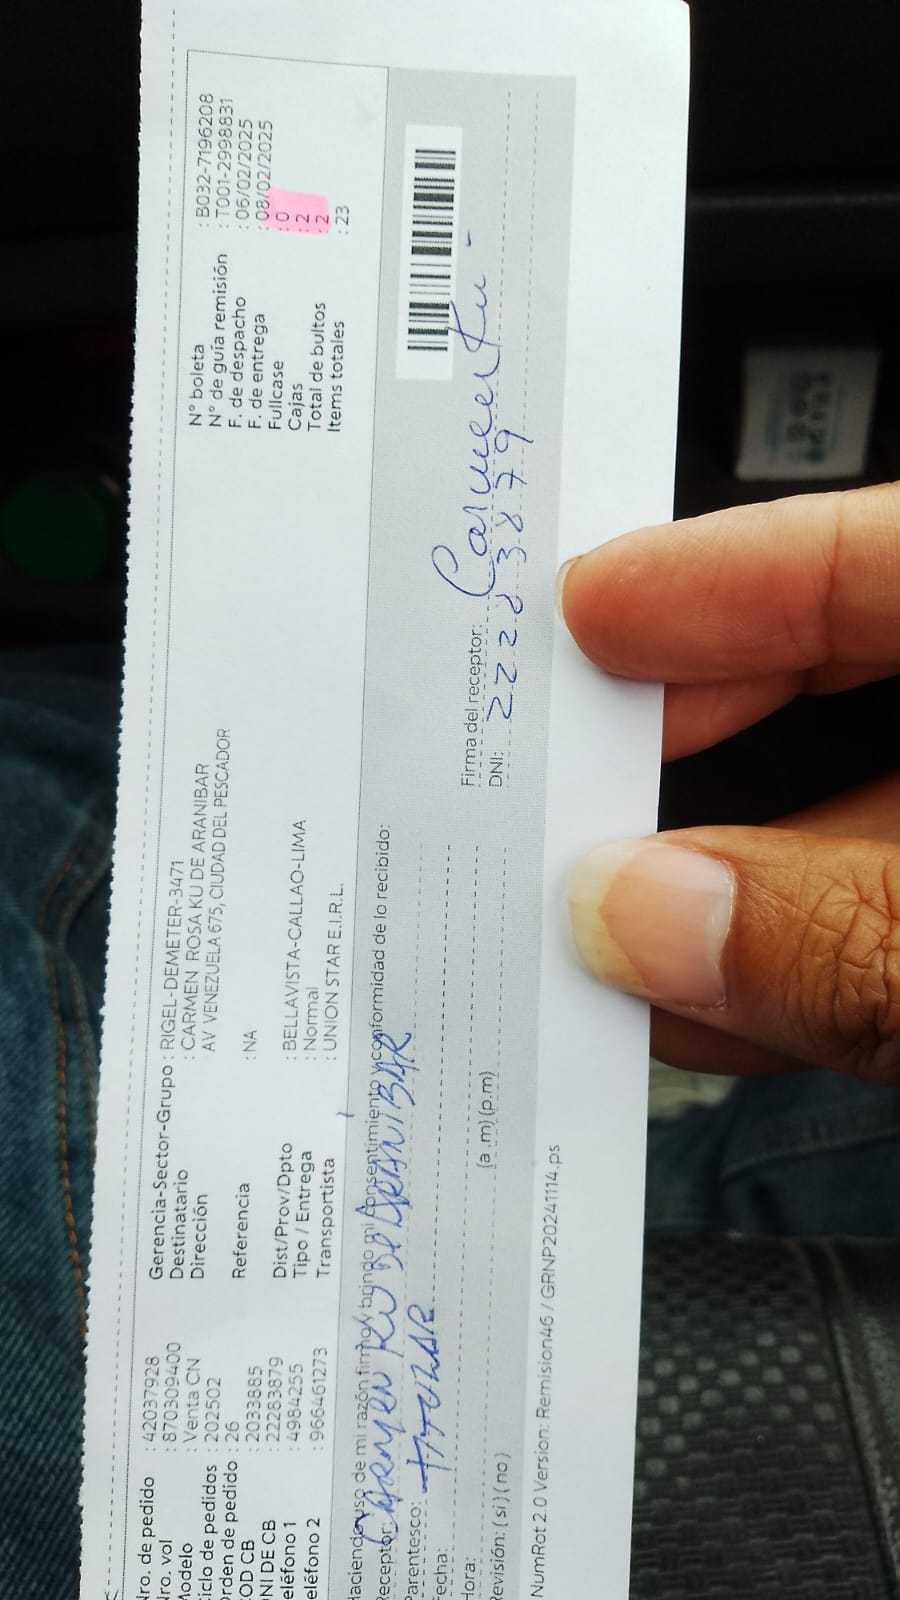 Nro. de pedido : 42037928
Nro. vol : 870309400
Modelo : Venta CN
Ciclo de pedidos : 202502
Orden de pedido : 26
COD CB : 2033885
DNI DE CB : 22283879
Teléfono 1 : 4984255
Teléfono 2 : 966461273
Gerencia-Sector-Grupo : RIGEL-DEMETER-3471
Destinatario : CARMEN ROSA KU DE ARANIBAR
Dirección AV VENEZUELA 675, CIUDAD DEL PESCADOR
Referencia : NA
Dist/Prov/Dpto : BELLAVISTA-CALLAO-LIMA
Tipo / Entrega : Normal
Transportista : UNION STAR E.I.R.L.
N° boleta : B032-7196208
N° de guía remisión : T001-2998831
F. de despacho : 06/02/2025
F. de entrega : 08/02/2025
Fullcase : 0
Cajas : 2
Total de bultos : 2
Items totales : 23
Haciendo uso de mi razón firmo y brindo mi consentimiento y conformidad de lo recibido:
Receptor: CARMEN KU DE ARANIBAR
Parentesco: TITULAR
Fecha:
Hora: (a .m) (p.m)
Revisión: (si) (no)
Firma del receptor: Carmen Ku -
DNI: 22283879
NumRot 2.0 Version: Remision46 / GRNP20241114.ps